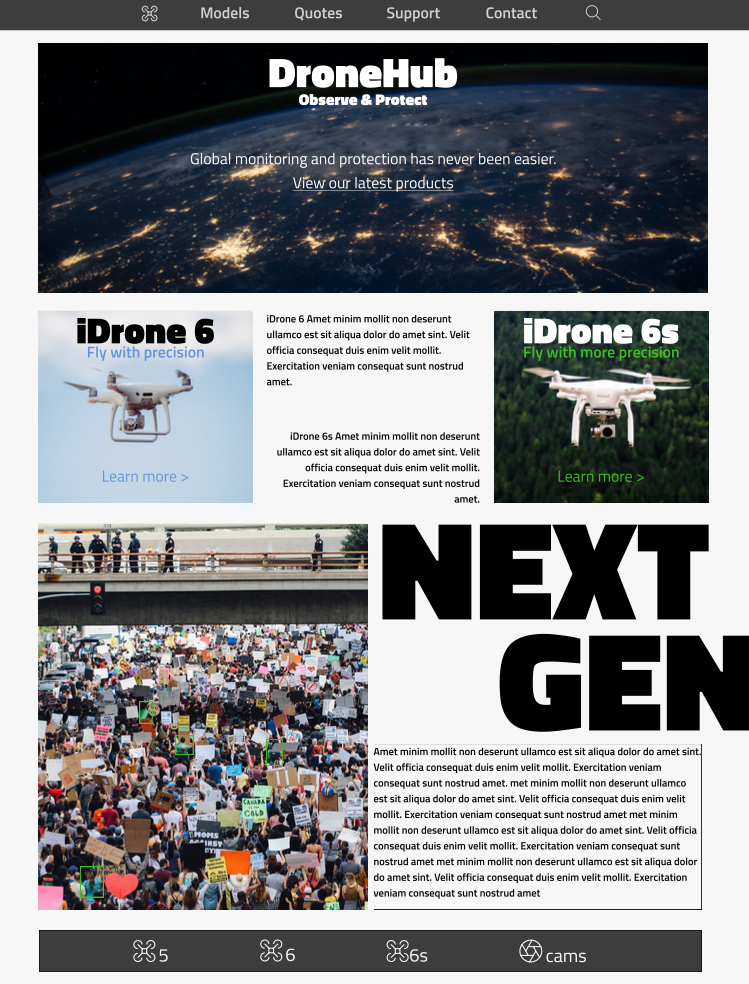 Models Quotes Support Contact
DroneHub
Observe & Protect
Global monitoring and protection has never been easier.
View our latest products
iDrone 6
Fly with precision
Learn more >
iDrone 6 Amet minim mollit non deserunt
ullamco est sit aliqua dolor do amet sint. Velit
officia consequat duis enim velit mollit.
Exercitation veniam consequat sunt nostrud
amet.
iDrone 6s Amet minim mollit non deserunt
ullamco est sit aliqua dolor do amet sint. Velit
officia consequat duis enim velit mollit.
Exercitation veniam consequat sunt nostrud
amet.
iDrone 6s
Fly with more precision
Learn more >
CANADA
is the
COLD
MOMS
AGAINST
NEXT
GEN
Amet minim mollit non deserunt ullamco est sit aliqua dolor do amet sint.
Velit officia consequat duis enim velit mollit. Exercitation veniam
consequat sunt nostrud amet. met minim mollit non deserunt ullamco
est sit aliqua dolor do amet sint. Velit officia consequat duis enim velit
mollit. Exercitation veniam consequat sunt nostrud amet met minim
mollit non deserunt ullamco est sit aliqua dolor do amet sint. Velit officia
consequat duis enim velit mollit. Exercitation veniam consequat sunt
nostrud amet met minim mollit non deserunt ullamco est sit aliqua dolor
do amet sint. Velit officia consequat duis enim velit mollit. Exercitation
veniam consequat sunt nostrud amet
5 6 6s cams